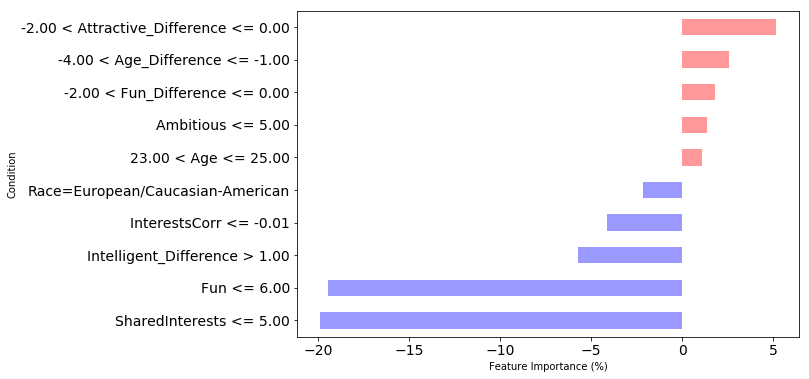 -2.00 < Attractive_Difference <= 0.00
-4.00 < Age_Difference <= -1.00
-2.00 < Fun_Difference <= 0.00
Ambitious <= 5.00
23.00 < Age <= 25.00
Race=European/Caucasian-American
InterestsCorr <= -0.01
Intelligent_Difference > 1.00
Fun <= 6.00
SharedInterests <= 5.00
Condition
−20 −15 −10 −5 0 5
Feature Importance (%)